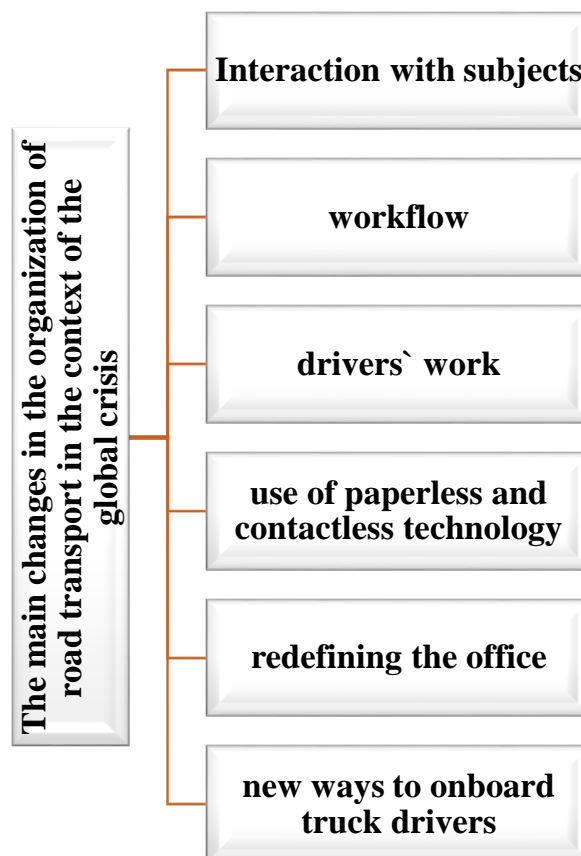 The main changes in the organization of
road transport in the context of the
global crisis
Interaction with subjects
workflow
drivers` work
use of paperless and
contactless technology
redefining the office
new ways to onboard
truck drivers